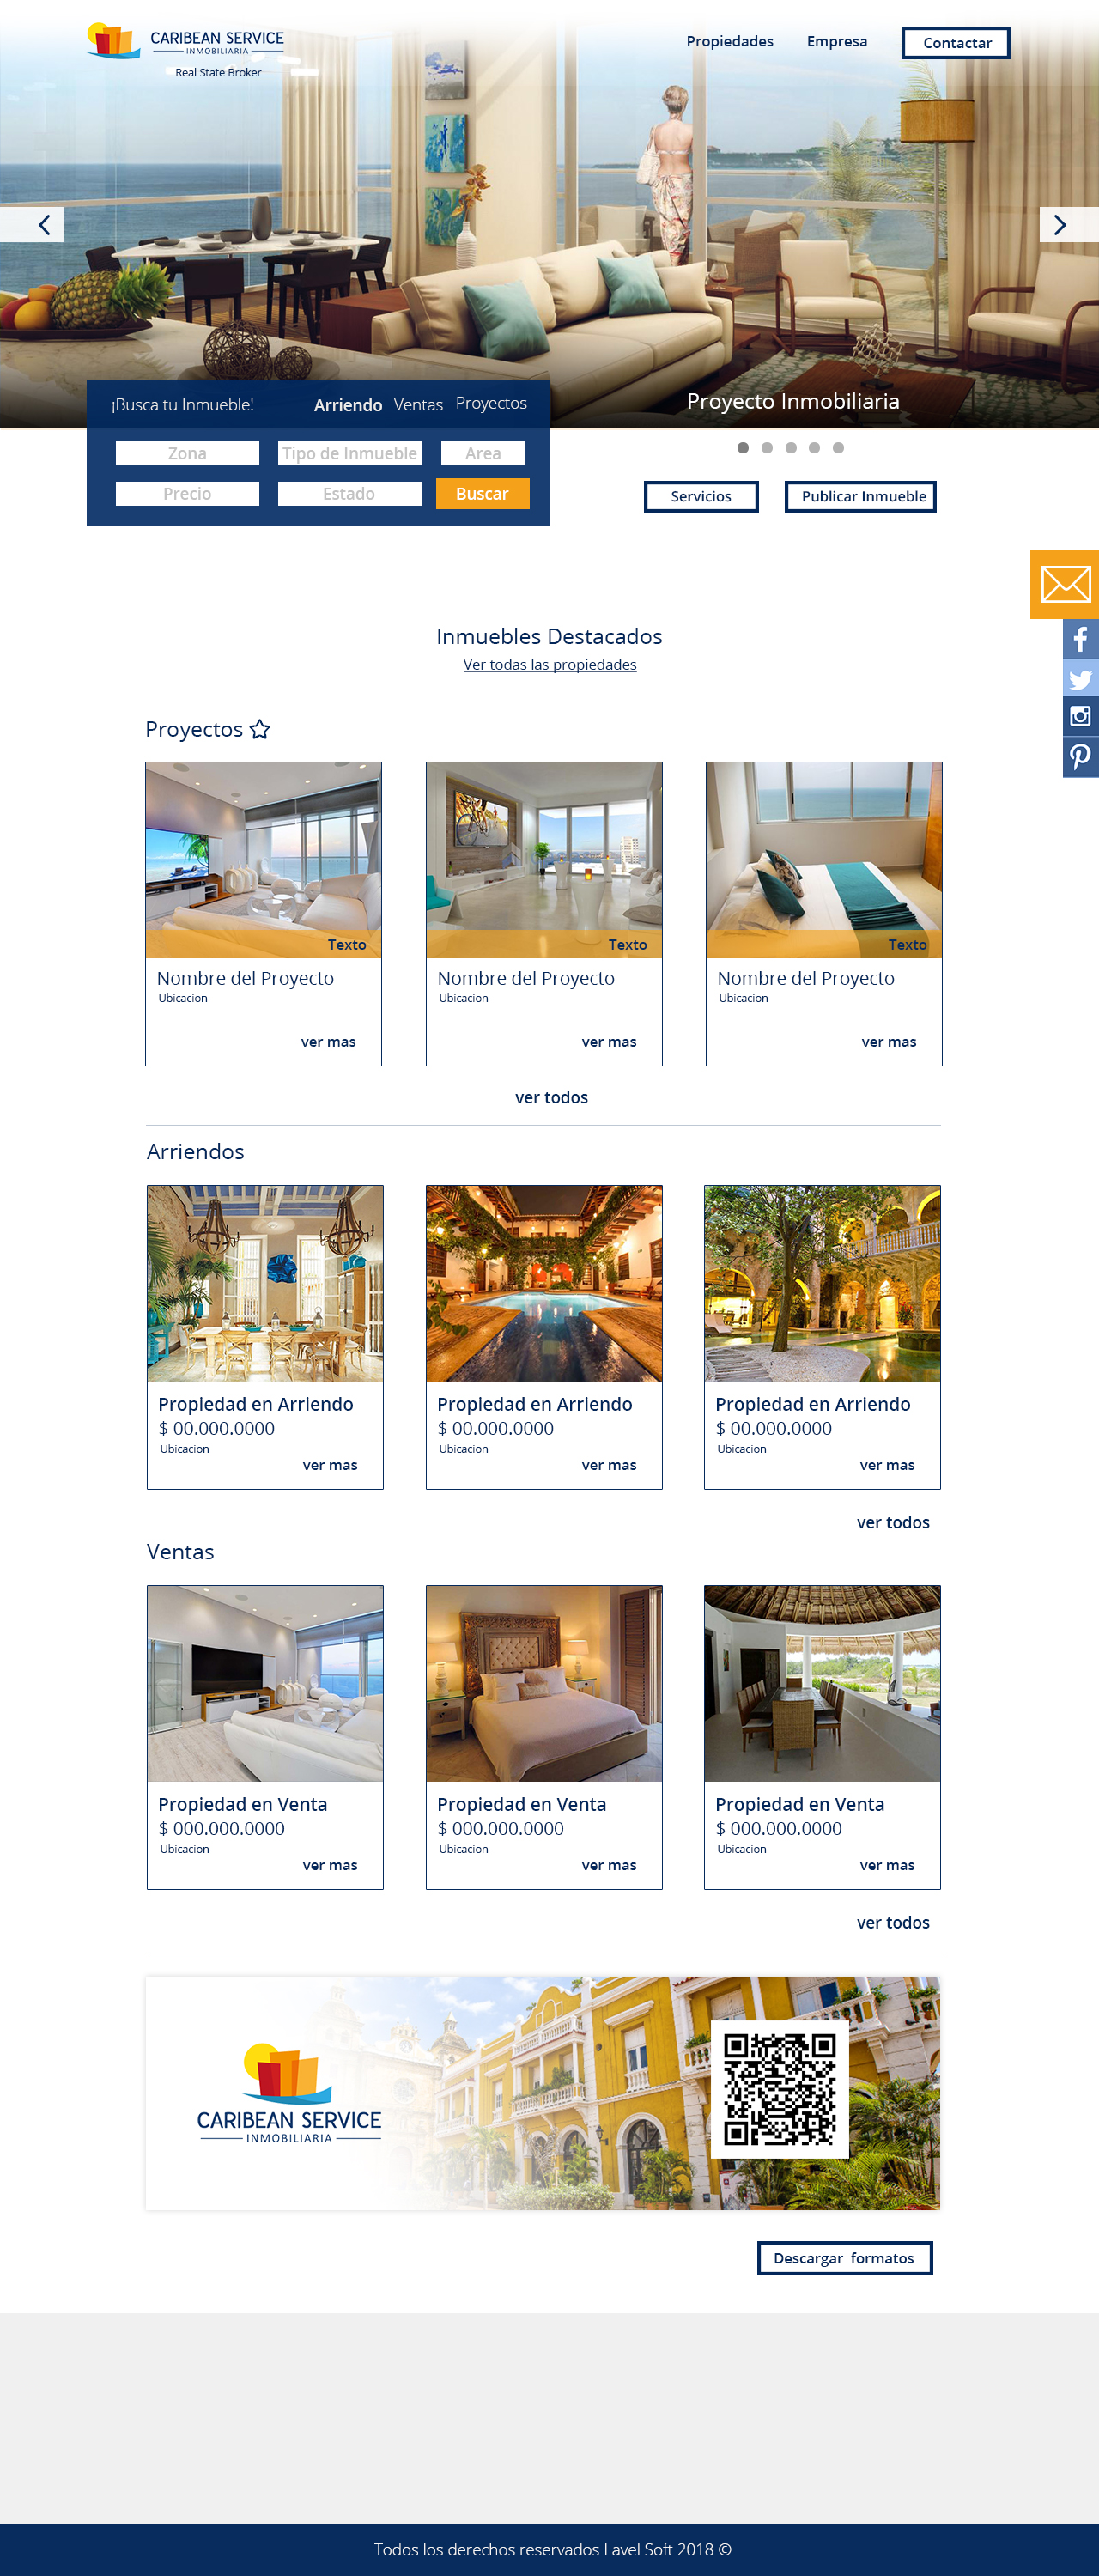 CARIBEAN SERVICE
INMOBILIARIA
Real State Broker
Propiedades Empresa Contactar
¡Busca tu Inmueble! Arriendo Ventas Proyectos
Zona Tipo de Inmueble Area
Precio Estado Buscar
Proyecto Inmobiliaria
Servicios Publicar Inmueble
Inmuebles Destacados
Ver todas las propiedades
Proyectos
Texto Texto Texto
Nombre del Proyecto Nombre del Proyecto Nombre del Proyecto
Ubicacion Ubicacion Ubicacion
ver mas ver mas ver mas
ver todos
Arriendos
Propiedad en Arriendo Propiedad en Arriendo Propiedad en Arriendo
$ 00.000.0000 $ 00.000.0000 $ 00.000.0000
Ubicacion Ubicacion Ubicacion
ver mas ver mas ver mas
ver todos
Ventas
Propiedad en Venta Propiedad en Venta Propiedad en Venta
$ 000.000.0000 $ 000.000.0000 $ 000.000.0000
Ubicacion Ubicacion Ubicacion
ver mas ver mas ver mas
ver todos
CARIBEAN SERVICE
INMOBILIARIA
Descargar formatos
Todos los derechos reservados Lavel Soft 2018 ©